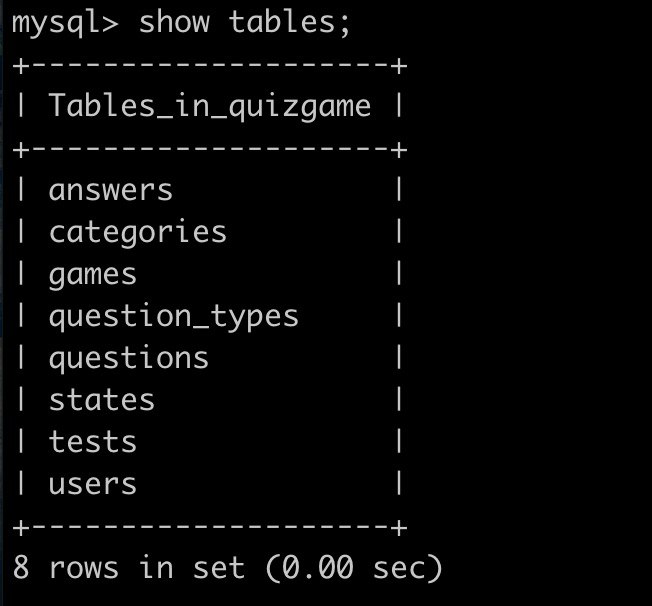 mysql> show tables;
+--------------------+
| Tables_in_quizgame |
+--------------------+
| answers            |
| categories         |
| games              |
| question_types     |
| questions          |
| states             |
| tests              |
| users              |
+--------------------+
8 rows in set (0.00 sec)